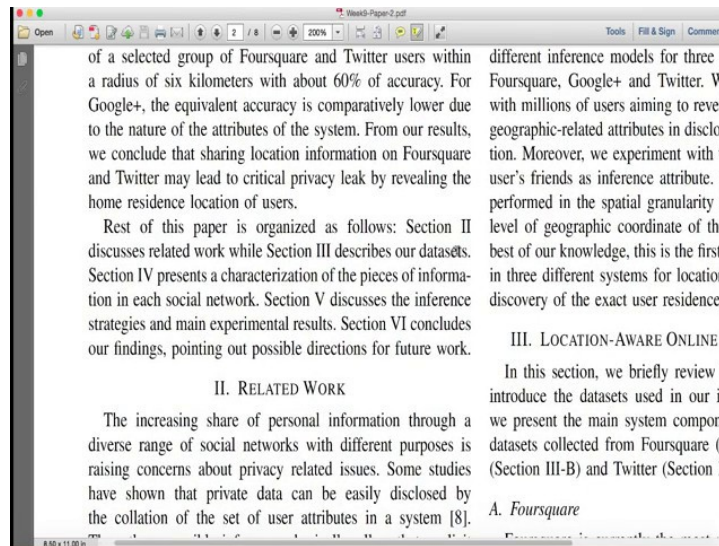 Week9-Paper-2.pdf
Open
2 / 8
200%
Tools
Fill & Sign
Commen
of a selected group of Foursquare and Twitter users within
a radius of six kilometers with about 60% of accuracy. For
Google+, the equivalent accuracy is comparatively lower due
to the nature of the attributes of the system. From our results,
we conclude that sharing location information on Foursquare
and Twitter may lead to critical privacy leak by revealing the
home residence location of users.
Rest of this paper is organized as follows: Section II
discusses related work while Section III describes our datasets.
Section IV presents a characterization of the pieces of informa-
tion in each social network. Section V discusses the inference
strategies and main experimental results. Section VI concludes
our findings, pointing out possible directions for future work.
II. RELATED WORK
The increasing share of personal information through a
diverse range of social networks with different purposes is
raising concerns about privacy related issues. Some studies
have shown that private data can be easily disclosed by
the collation of the set of user attributes in a system [8].
different inference models for three
Foursquare, Google+ and Twitter. W
with millions of users aiming to reve
geographic-related attributes in disclo
tion. Moreover, we experiment with
user's friends as inference attribute.
performed in the spatial granularity
level of geographic coordinate of th
best of our knowledge, this is the first
in three different systems for location
discovery of the exact user residence
III. LOCATION-AWARE ONLINE
In this section, we briefly review
introduce the datasets used in our i
we present the main system compon
datasets collected from Foursquare (
(Section III-B) and Twitter (Section
A. Foursquare
8.50 x 11.00 in